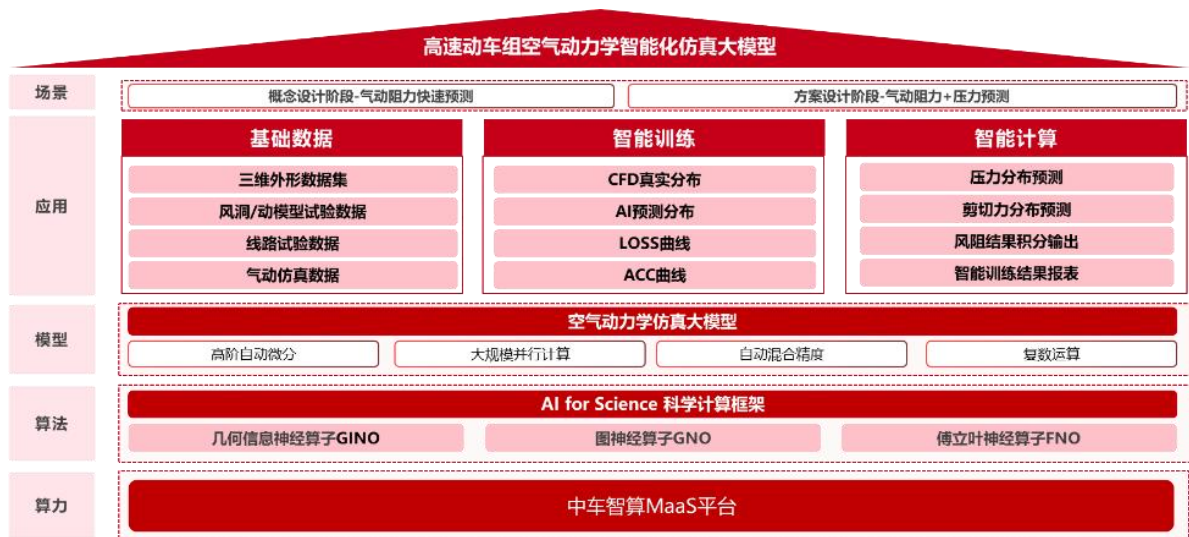 高速动车组空气动力学智能化仿真大模型
场景
概念设计阶段-气动阻力快速预测
方案设计阶段-气动阻力+压力预测
应用
基础数据
三维外形数据集
风洞/动模型试验数据
线路试验数据
气动仿真数据
智能训练
CFD真实分布
AI预测分布
LOSS曲线
ACC曲线
智能计算
压力分布预测
剪切力分布预测
风阻结果积分输出
智能训练结果报表
模型
空气动力学仿真大模型
高阶自动微分
大规模并行计算
自动混合精度
复数运算
算法
AI for Science 科学计算框架
几何信息神经算子GINO
图神经算子GNO
傅立叶神经算子FNO
算力
中车智算MaaS平台